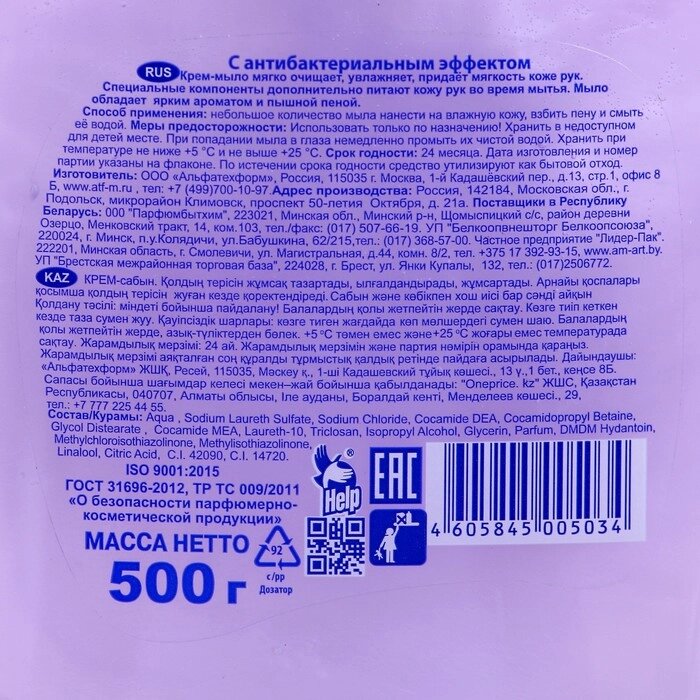 С антибактериальным эффектом
RUS Крем-мыло мягко очищает, увлажняет, придаёт мягкость коже рук.
Специальные компоненты дополнительно питают кожу рук во время мытья. Мыло
обладает ярким ароматом и пышной пеной.
Способ применения: небольшое количество мыла нанести на влажную кожу, взбить пену и смыть
её водой. Меры предосторожности: Использовать только по назначению! Хранить в недоступном
для детей месте. При попадании мыла в глаза немедленно промыть их чистой водой. Хранить при
температуре не ниже +5 °C и не выше +25 °C. Срок годности: 24 месяца. Дата изготовления и номер
партии указаны на флаконе. По истечении срока годности средство утилизируют как бытовой отход.
Изготовитель: ООО «Альфатехформ», Россия, 115035 г. Москва, 1-й Кадашевский пер., д.13, стр.1, офис 8
Б, www.atf-m.ru, тел: +7 (499)700-10-97.Адрес производства: Россия, 142184, Московская обл., г.
Подольск, микрорайон Климовск, проспект 50-летия Октября, д. 21а. Поставщики в Республику
Беларусь: 000 "Парфюмбытхим", 223021, Минская обл., Минский р-н, Щомыслицкий с/с, район деревни
Озерцо, Менковский тракт, 14, ком.103, тел./факс: (017) 507-66-19. УП "Белкоопвнешторг Белкоопсоюза",
220024, г. Минск, п.у.Колядичи, ул.Бабушкина, 62/215,тел.: (017) 368-57-00. Частное предприятие "Лидер-Пак".
222201, Минская область, г. Смолевичи, ул. Магистральная, д.44, комн. 8/2, тел. +375 17 392-93-15, www.am-art.by.
УП "Брестская межрайонная торговая база", 224028, г. Брест, ул. Янки Купалы, 132, тел.:(017)2506772.
KAZ КРЕМ-сабын. Қолдың терісін жұмсақ тазартады, ылғалдандырады, жұмсартады. Арнайы қоспалары
қосымша қолдың терісін жуған кезде қоректендіреді. Сабын және көбікпен хош иісі бар сәнді айқын
Қолдану тәсілі: міндеті бойынша пайдалану! Балалардың қолы жетпейтін жерде сақтау. Көзге тиіп кеткен
кезде таза сумен жуу. Қауіпсіздік шаралары: көзге тиген жағдайда көп мөлшердегі сумен шаю. Балалардың
қолы жетпейтін жерде, азық-түліктерден бөлек. +5 °C төмен емес және+25 °C жоғары емес температурада
сақтау. Жарамдылық мерзімі: 24 ай. Жарамдылық мерзімін және партия нөмірін орамында қараңыз.
Жарамдылық мерзімі аяқталған соң құралды тұрмыстық қалдық ретінде пайдаға асырылады. Дайындаушы:
«Альфатехформ» ЖШҚ, Ресей, 115035, Мәскеу қ., 1-ші Кадашевский тұйық көшесі., 13 ү.,1 бет., кеңсе 8Б.
Сапасы бойынша шағымдар келесі мекен–жай бойынша қабылданады: "Oneprice. kz" ЖШС, Қазақстан
Республикасы, 040707, Алматы облысы, Іле ауданы, Боралдай кенті, Менделеев көшесі., 29,
тел.: +7 777 225 44 55.
Состав/Курамы: Aqua , Sodium Laureth Sulfate, Sodium Chloride, Cocamide DEA, Cocamidopropyl Betaine,
Glycol Distearate , Cocamide MEA, Laureth-10, Triclosan, Isopropyl Alcohol, Glycerin, Parfum, DMDM Hydantoin,
Methylchloroisothiazolinone, Methylisothiazolinone,
Linalool, Citric Acid, C.I. 42090, C.I. 14720.
ISO 9001:2015
ГОСТ 31696-2012, ТР ТС 009/2011
«О безопасности парфюмерно-
косметической продукции»
МАССА НЕТТО
500 г
92
c/pp
Дозатор
Help
EAC
4 605845 005034